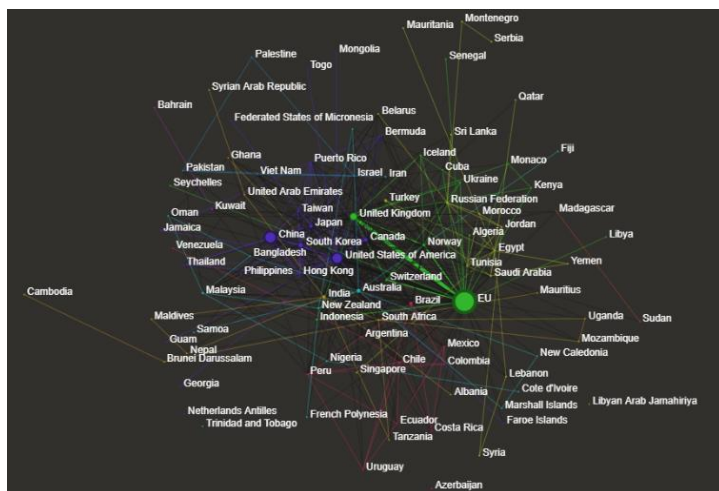 Montenegro
Mauritania
Serbia
Mongolia
Palestine
Senegal
Togo
Syrian Arab Republic
Qatar
Bahrain
Belarus
Federated States of Micronesia
Bermuda
Sri Lanka
Fiji
Iceland
Ghana
Puerto Rico
Monaco
Cuba
Pakistan
Viet Nam
Israel
Iran
Ukraine
Seychelles
Kenya
United Arab Emirates
Turkey
Russian Federation
Kuwait
Taiwan
Oman
United Kingdom
Morocco
Madagascar
Japan
Jordan
Jamaica
Algeria
China
South Korea
Canada
Libya
Venezuela
Norway
Egypt
Bangladesh
United States of America
Thailand
Tunisia
Yemen
Philippines
Hong Kong
Saudi Arabia
Switzerland
Malaysia
Australia
Mauritius
Cambodia
India
EU
New Zealand
Brazil
Maldives
Indonesia
South Africa
Uganda
Sudan
Samoa
Argentina
Guam
Mexico
Mozambique
Nepal
New Caledonia
Brunei Darussalam
Nigeria
Chile
Colombia
Peru
Singapore
Lebanon
Georgia
Albania
Cote d'Ivoire
Libyan Arab Jamahiriya
Netherlands Antilles
French Polynesia
Marshall Islands
Trinidad and Tobago
Ecuador
Faroe Islands
Costa Rica
Tanzania
Syria
Uruguay
Azerbaijan